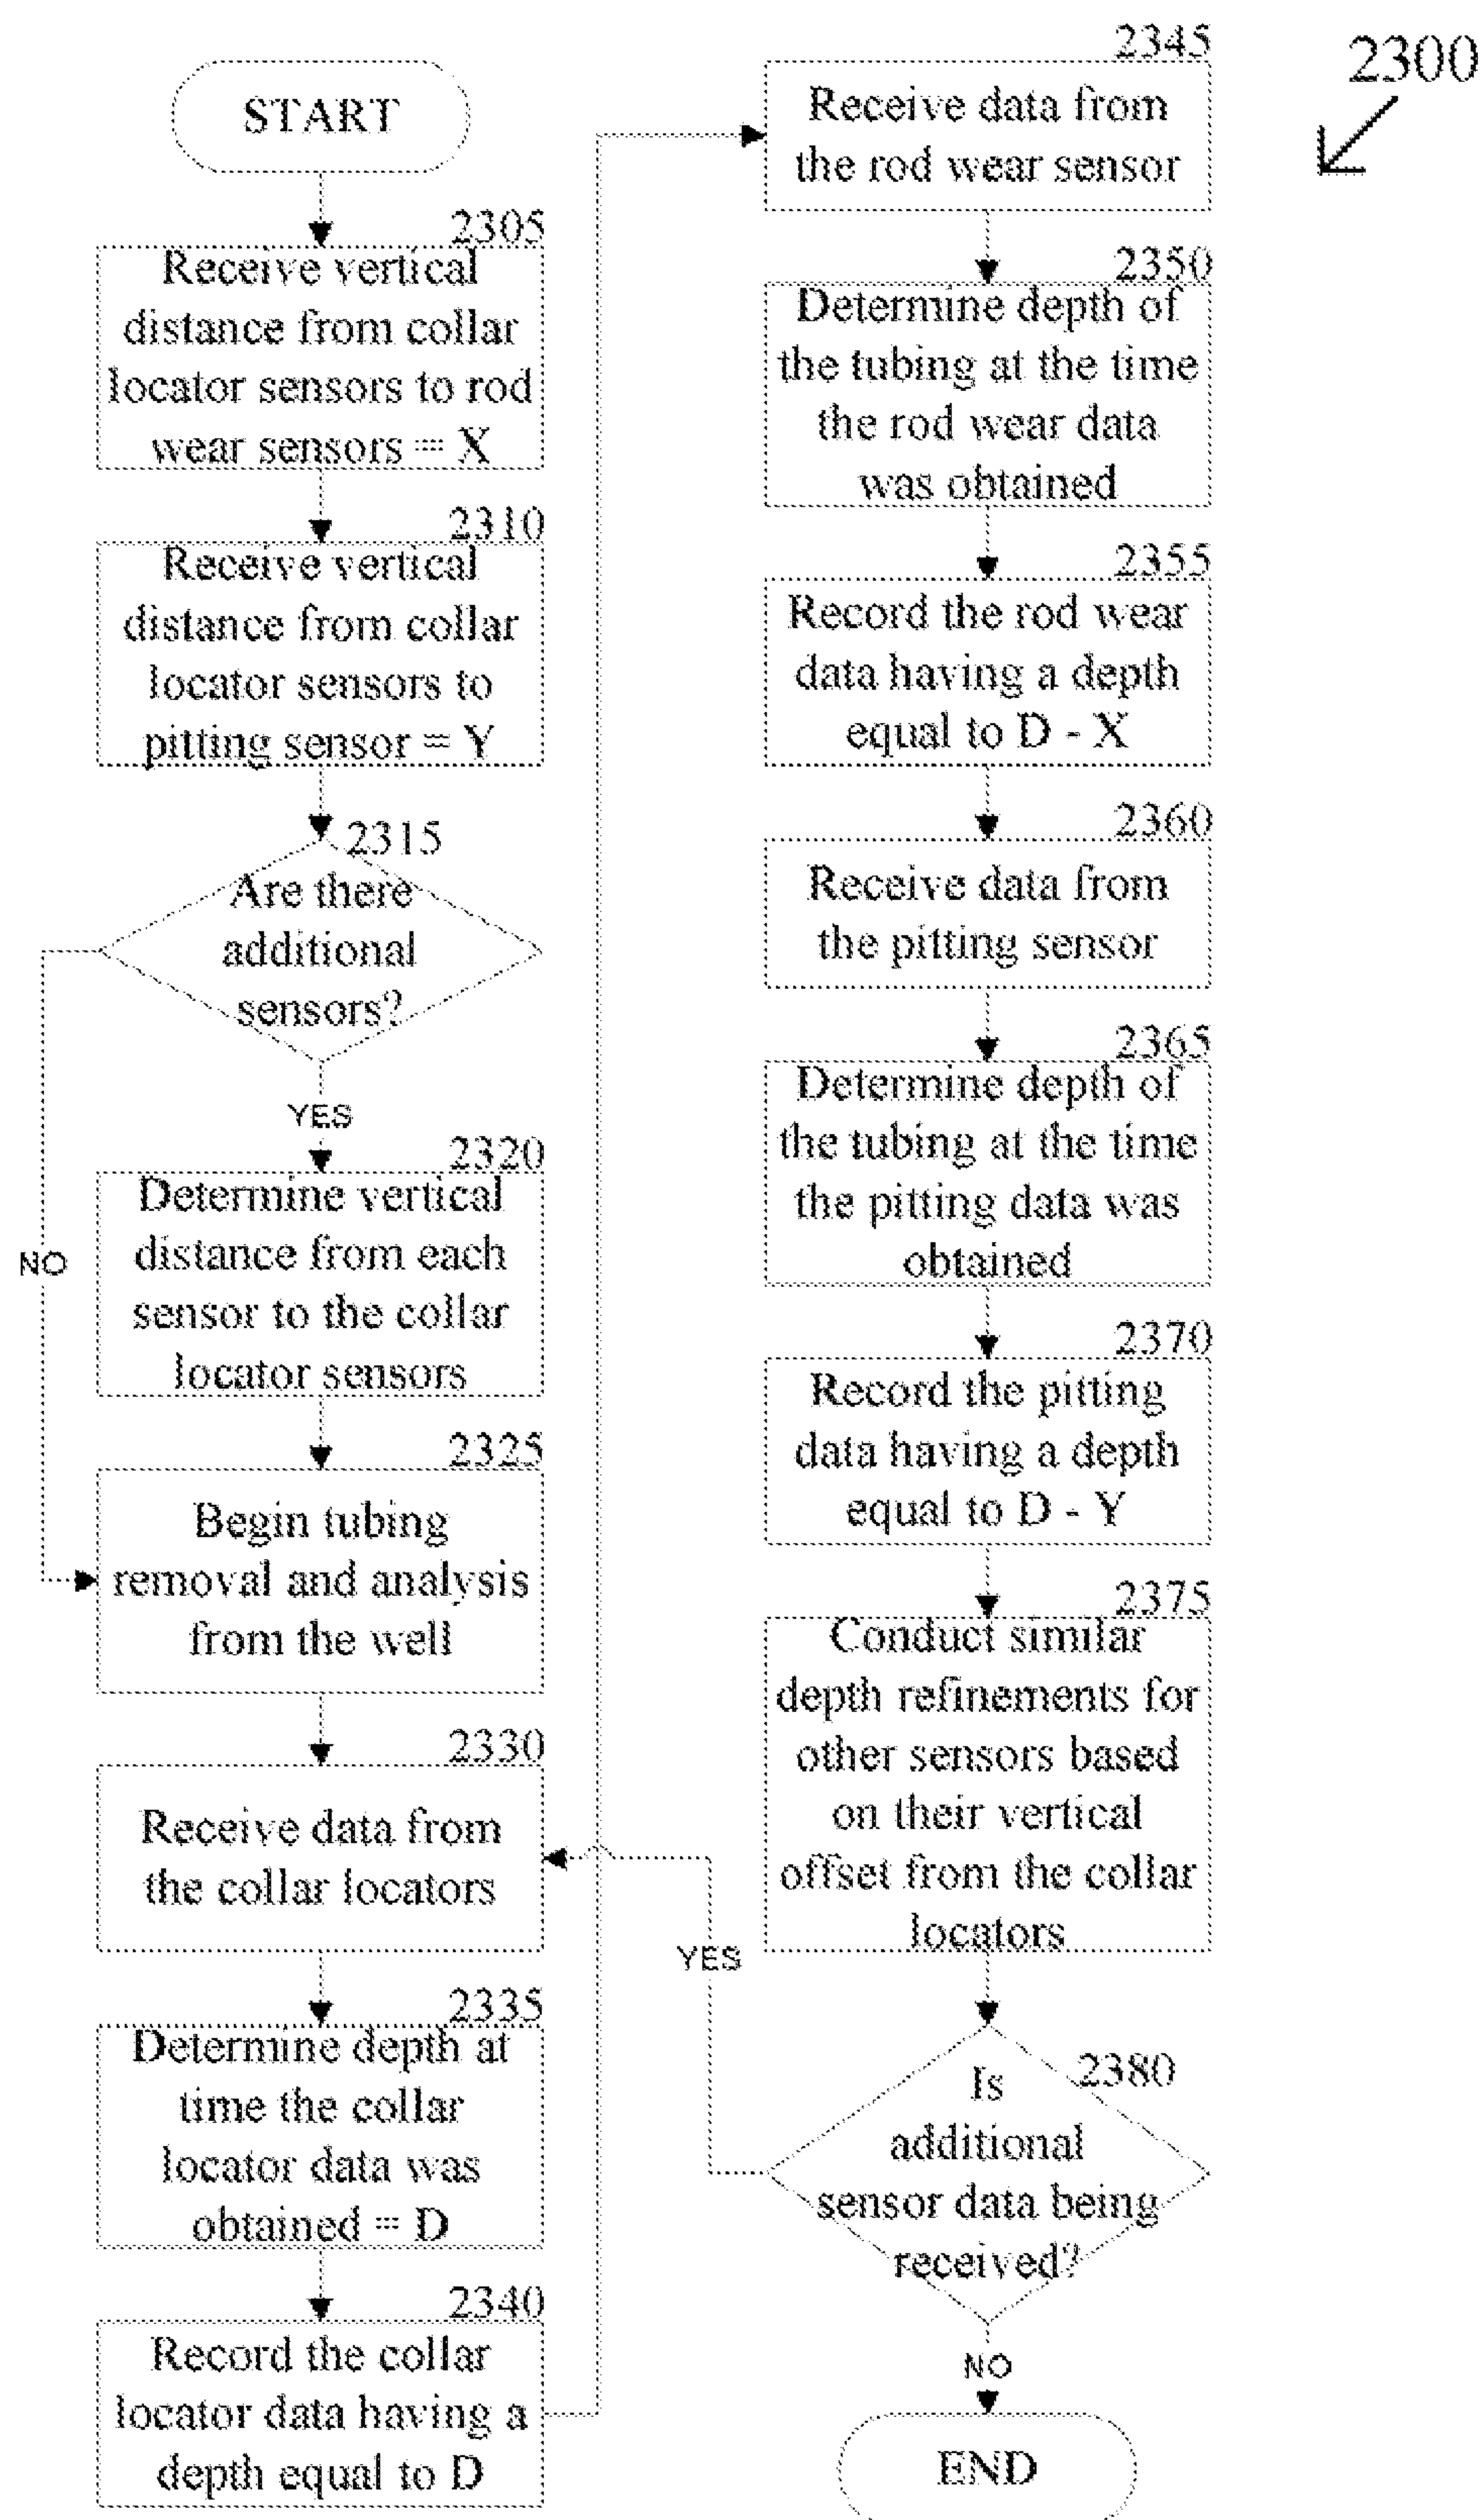 2300
START
2305
Receive vertical
distance from collar
locator sensors to rod
wear sensors = X
2310
Receive vertical
distance from collar
locator sensors to
pitting sensor = Y
2315
Are there
additional
sensors?
YES
NO
2320
Determine vertical
distance from each
sensor to the collar
locator sensors
2325
Begin tubing
removal and analysis
from the well
2330
Receive data from
the collar locators
2335
Determine depth at
time the collar
locator data was
obtained = D
2340
Record the collar
locator data having a
depth equal to D
2345
Receive data from
the rod wear sensor
2350
Determine depth of
the tubing at the time
the rod wear data
was obtained
2355
Record the rod wear
data having a depth
equal to D - X
2360
Receive data from
the pitting sensor
2365
Determine depth of
the tubing at the time
the pitting data was
obtained
2370
Record the pitting
data having a depth
equal to D - Y
2375
Conduct similar
depth refinements for
other sensors based
on their vertical
offset from the collar
locators
YES
2380
Is
additional
sensor data being
received?
NO
END